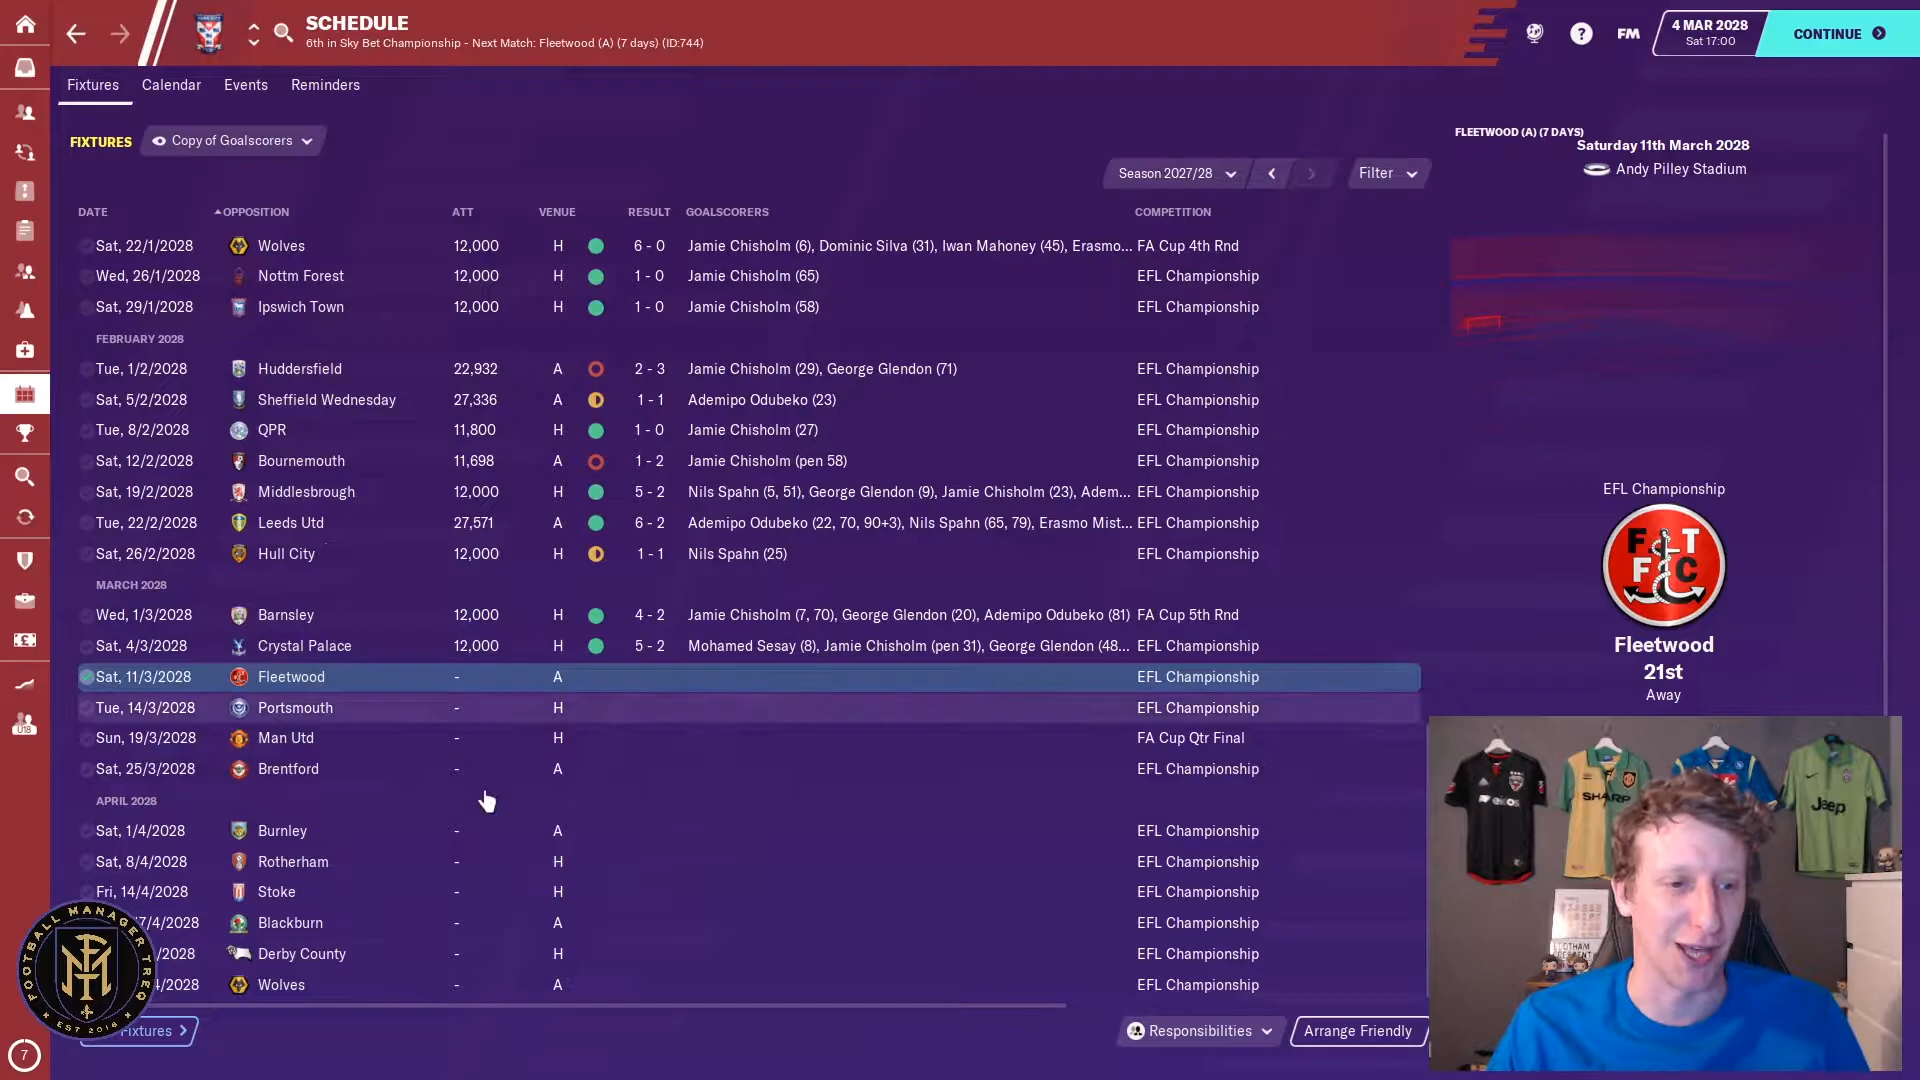 SCHEDULE
6th in Sky Bet Championship - Next Match: Fleetwood (A) (7 days) (ID:744)
FM
4 MAR 2028
Sat 17:00
CONTINUE
Fixtures Calendar Events Reminders
FIXTURES Copy of Goalscorers
Season 2027/28 Filter
DATE OPPOSITION ATT VENUE RESULT GOALSCORERS COMPETITION
Sat, 22/1/2028 Wolves 12,000 H 6 - 0 Jamie Chisholm (6), Dominic Silva (31), Iwan Mahoney (45), Erasmo... FA Cup 4th Rnd
Wed, 26/1/2028 Nottm Forest 12,000 H 1 - 0 Jamie Chisholm (65) EFL Championship
Sat, 29/1/2028 Ipswich Town 12,000 H 1 - 0 Jamie Chisholm (58) EFL Championship
FEBRUARY 2028
Tue, 1/2/2028 Huddersfield 22,932 A 2 - 3 Jamie Chisholm (29), George Glendon (71) EFL Championship
Sat, 5/2/2028 Sheffield Wednesday 27,336 A 1 - 1 Ademipo Odubeko (23) EFL Championship
Tue, 8/2/2028 QPR 11,800 H 1 - 0 Jamie Chisholm (27) EFL Championship
Sat, 12/2/2028 Bournemouth 11,698 A 1 - 2 Jamie Chisholm (pen 58) EFL Championship
Sat, 19/2/2028 Middlesbrough 12,000 H 5 - 2 Nils Spahn (5, 51), George Glendon (9), Jamie Chisholm (23), Adem... EFL Championship
Tue, 22/2/2028 Leeds Utd 27,571 A 6 - 2 Ademipo Odubeko (22, 70, 90+3), Nils Spahn (65, 79), Erasmo Mist... EFL Championship
Sat, 26/2/2028 Hull City 12,000 H 1 - 1 Nils Spahn (25) EFL Championship
MARCH 2028
Wed, 1/3/2028 Barnsley 12,000 H 4 - 2 Jamie Chisholm (7, 70), George Glendon (20), Ademipo Odubeko (81) FA Cup 5th Rnd
Sat, 4/3/2028 Crystal Palace 12,000 H 5 - 2 Mohamed Sesay (8), Jamie Chisholm (pen 31), George Glendon (48... EFL Championship
Sat, 11/3/2028 Fleetwood - A EFL Championship
Tue, 14/3/2028 Portsmouth - H EFL Championship
Sun, 19/3/2028 Man Utd - H FA Cup Qtr Final
Sat, 25/3/2028 Brentford - A EFL Championship
APRIL 2028
Sat, 1/4/2028 Burnley - A EFL Championship
Sat, 8/4/2028 Rotherham - H EFL Championship
Fri, 14/4/2028 Stoke - H EFL Championship
7/4/2028 Blackburn - A EFL Championship
/2028 Derby County - H EFL Championship
4/2028 Wolves - A EFL Championship
Fixtures
Responsibilities Arrange Friendly
FLEETWOOD (A) (7 DAYS)
Saturday 11th March 2028
Andy Pilley Stadium
EFL Championship
F T
F C
Fleetwood
21st
Away
U18
7
FOOTBALL MANAGER TREQ
EST 2018
SHARP
Jeep